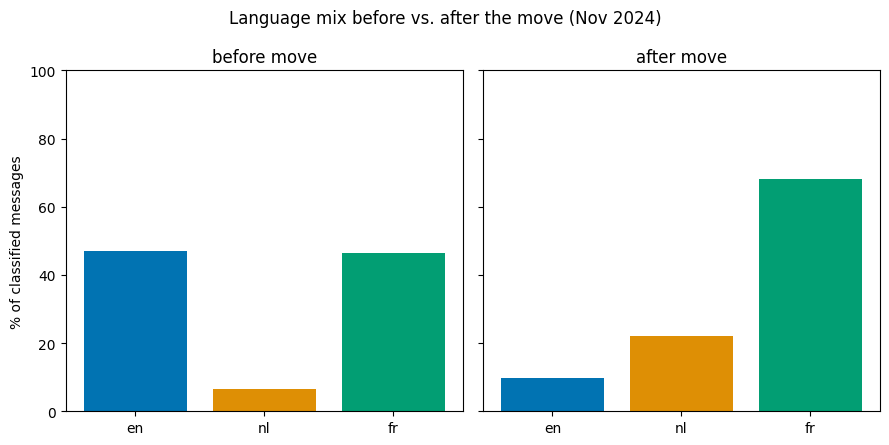 Language mix before vs. after the move (Nov 2024)
before move
after move
% of classified messages
100
80
60
40
20
0
en nl fr
en nl fr